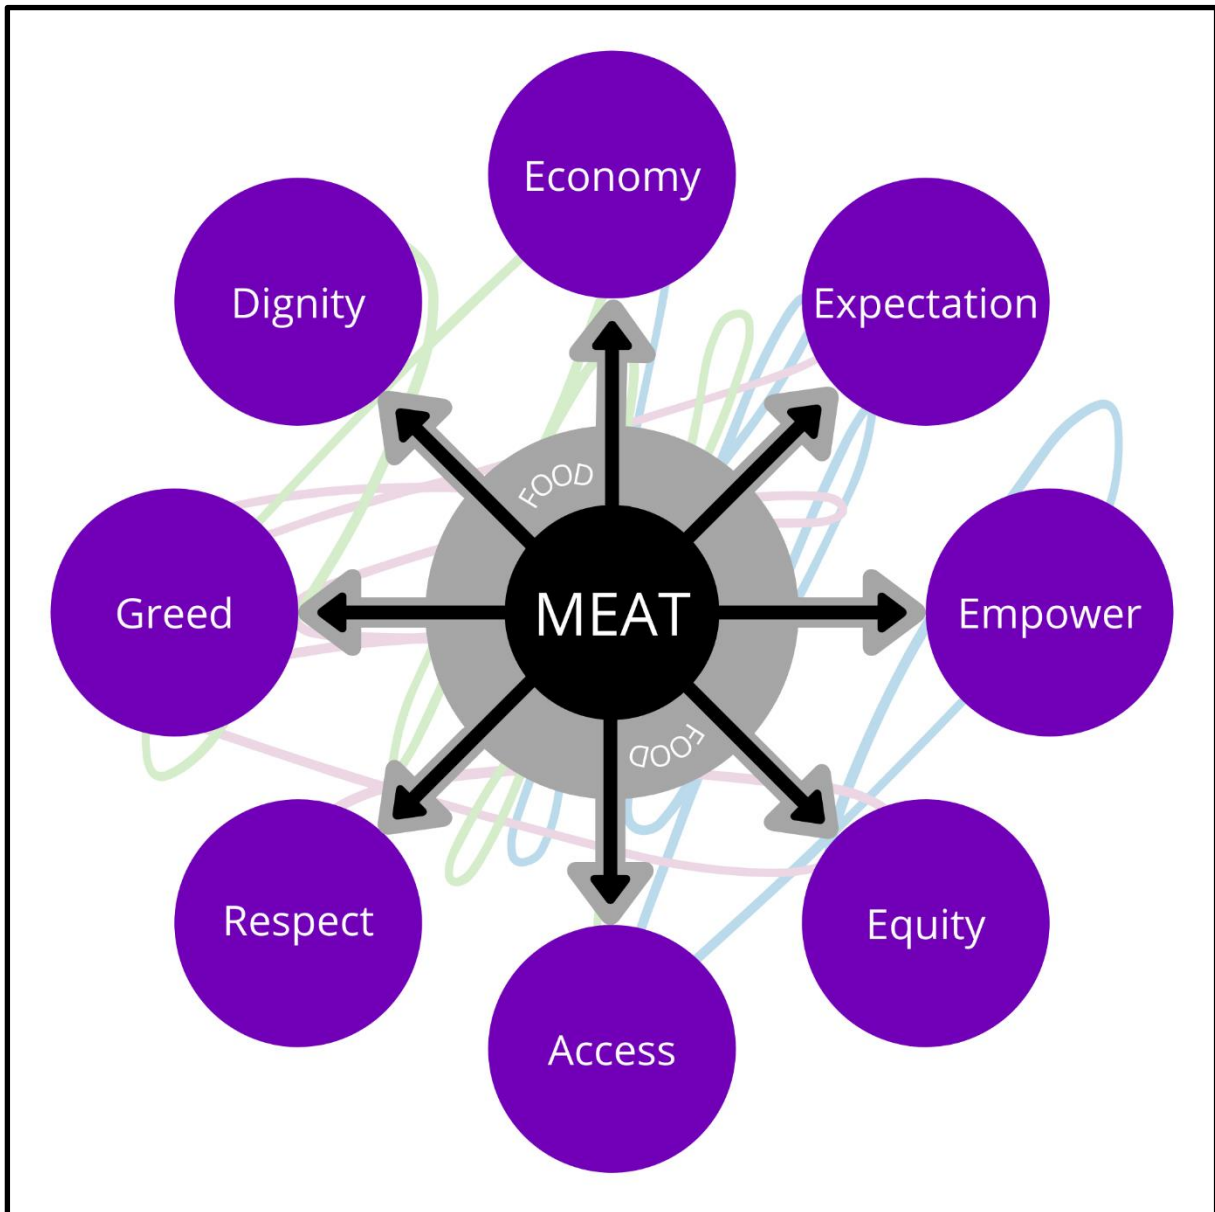 Economy
Dignity
Expectation
FOOD
Greed
MEAT
Empower
FOOD
Respect
Equity
Access